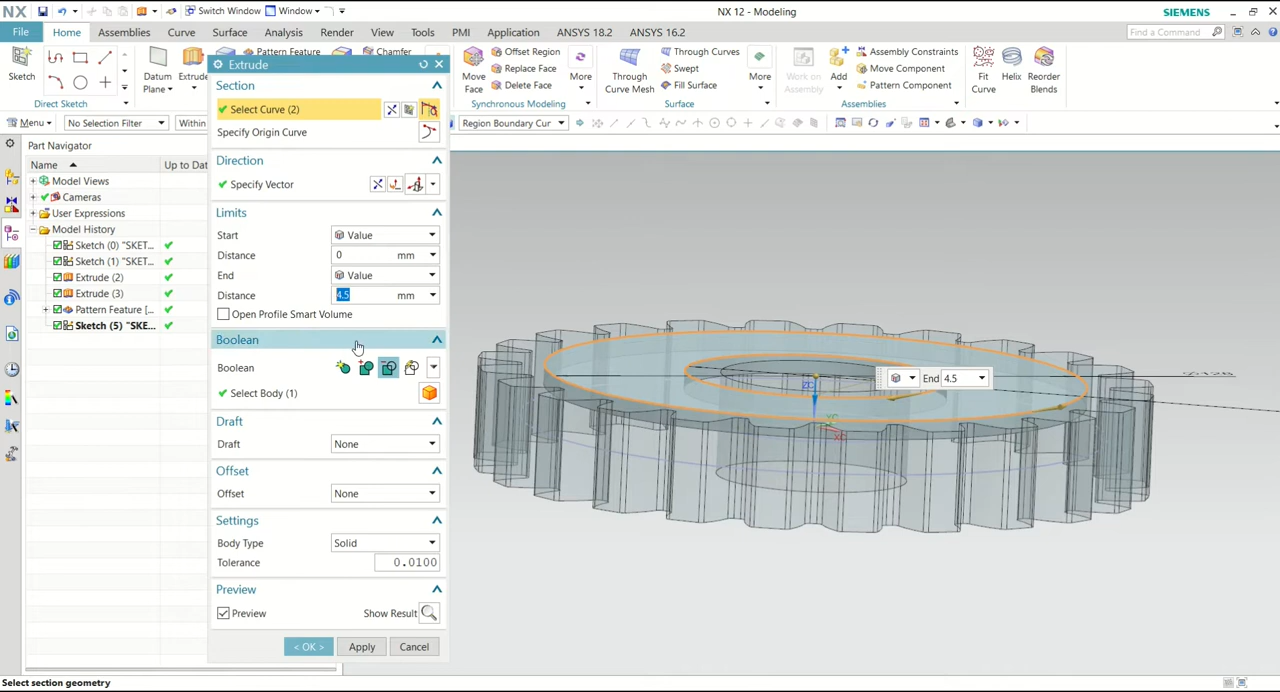 NX
Switch Window
Window
NX 12 - Modeling
SIEMENS
File
Home
Assemblies
Curve
Surface
Analysis
Render
View
Tools
PMI
Application
ANSYS 18.2
ANSYS 16.2
Find a Command
Sketch
Datum
Plane
Extrude
Pattern Feature
Chamfer
Move
Face
Offset Region
Replace Face
Delete Face
More
Through
Curve Mesh
Through Curves
Swept
Fill Surface
More
Work on
Assembly
Add
Assembly Constraints
Move Component
Pattern Component
Fit
Curve
Helix
Reorder
Blends
Direct Sketch
Synchronous Modeling
Surface
Assemblies
Menu
No Selection Filter
Within
Region Boundary Cur
Part Navigator
Name
Up to Dat
Model Views
Cameras
User Expressions
Model History
Sketch (0) "SKET...
Sketch (1) "SKET...
Extrude (2)
Extrude (3)
Pattern Feature [...
Sketch (5) "SKE...
Extrude
Section
Select Curve (2)
Specify Origin Curve
Direction
Specify Vector
Limits
Start
Value
Distance
0 mm
End
Value
Distance
4.5 mm
Open Profile Smart Volume
Boolean
Boolean
Select Body (1)
Draft
Draft
None
Offset
Offset
None
Settings
Body Type
Solid
Tolerance
0.0100
Preview
Preview
Show Result
< OK >
Apply
Cancel
End 4.5
ZC
YC
XC
Select section geometry